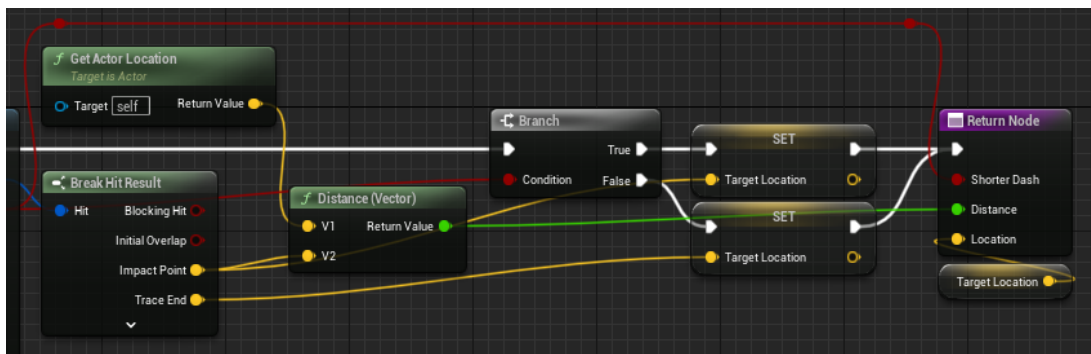 f Get Actor Location
Target is Actor
Target self
Return Value
Break Hit Result
Hit
Blocking Hit
Initial Overlap
Impact Point
Trace End
f Distance (Vector)
V1
Return Value
V2
Branch
True
Condition
False
SET
Target Location
SET
Target Location
Return Node
Shorter Dash
Distance
Location
Target Location